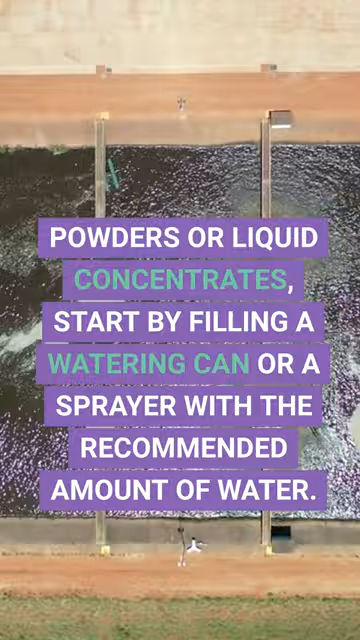 POWDERS OR LIQUID
CONCENTRATES,
START BY FILLING A
WATERING CAN OR A
SPRAYER WITH THE
RECOMMENDED
AMOUNT OF WATER.